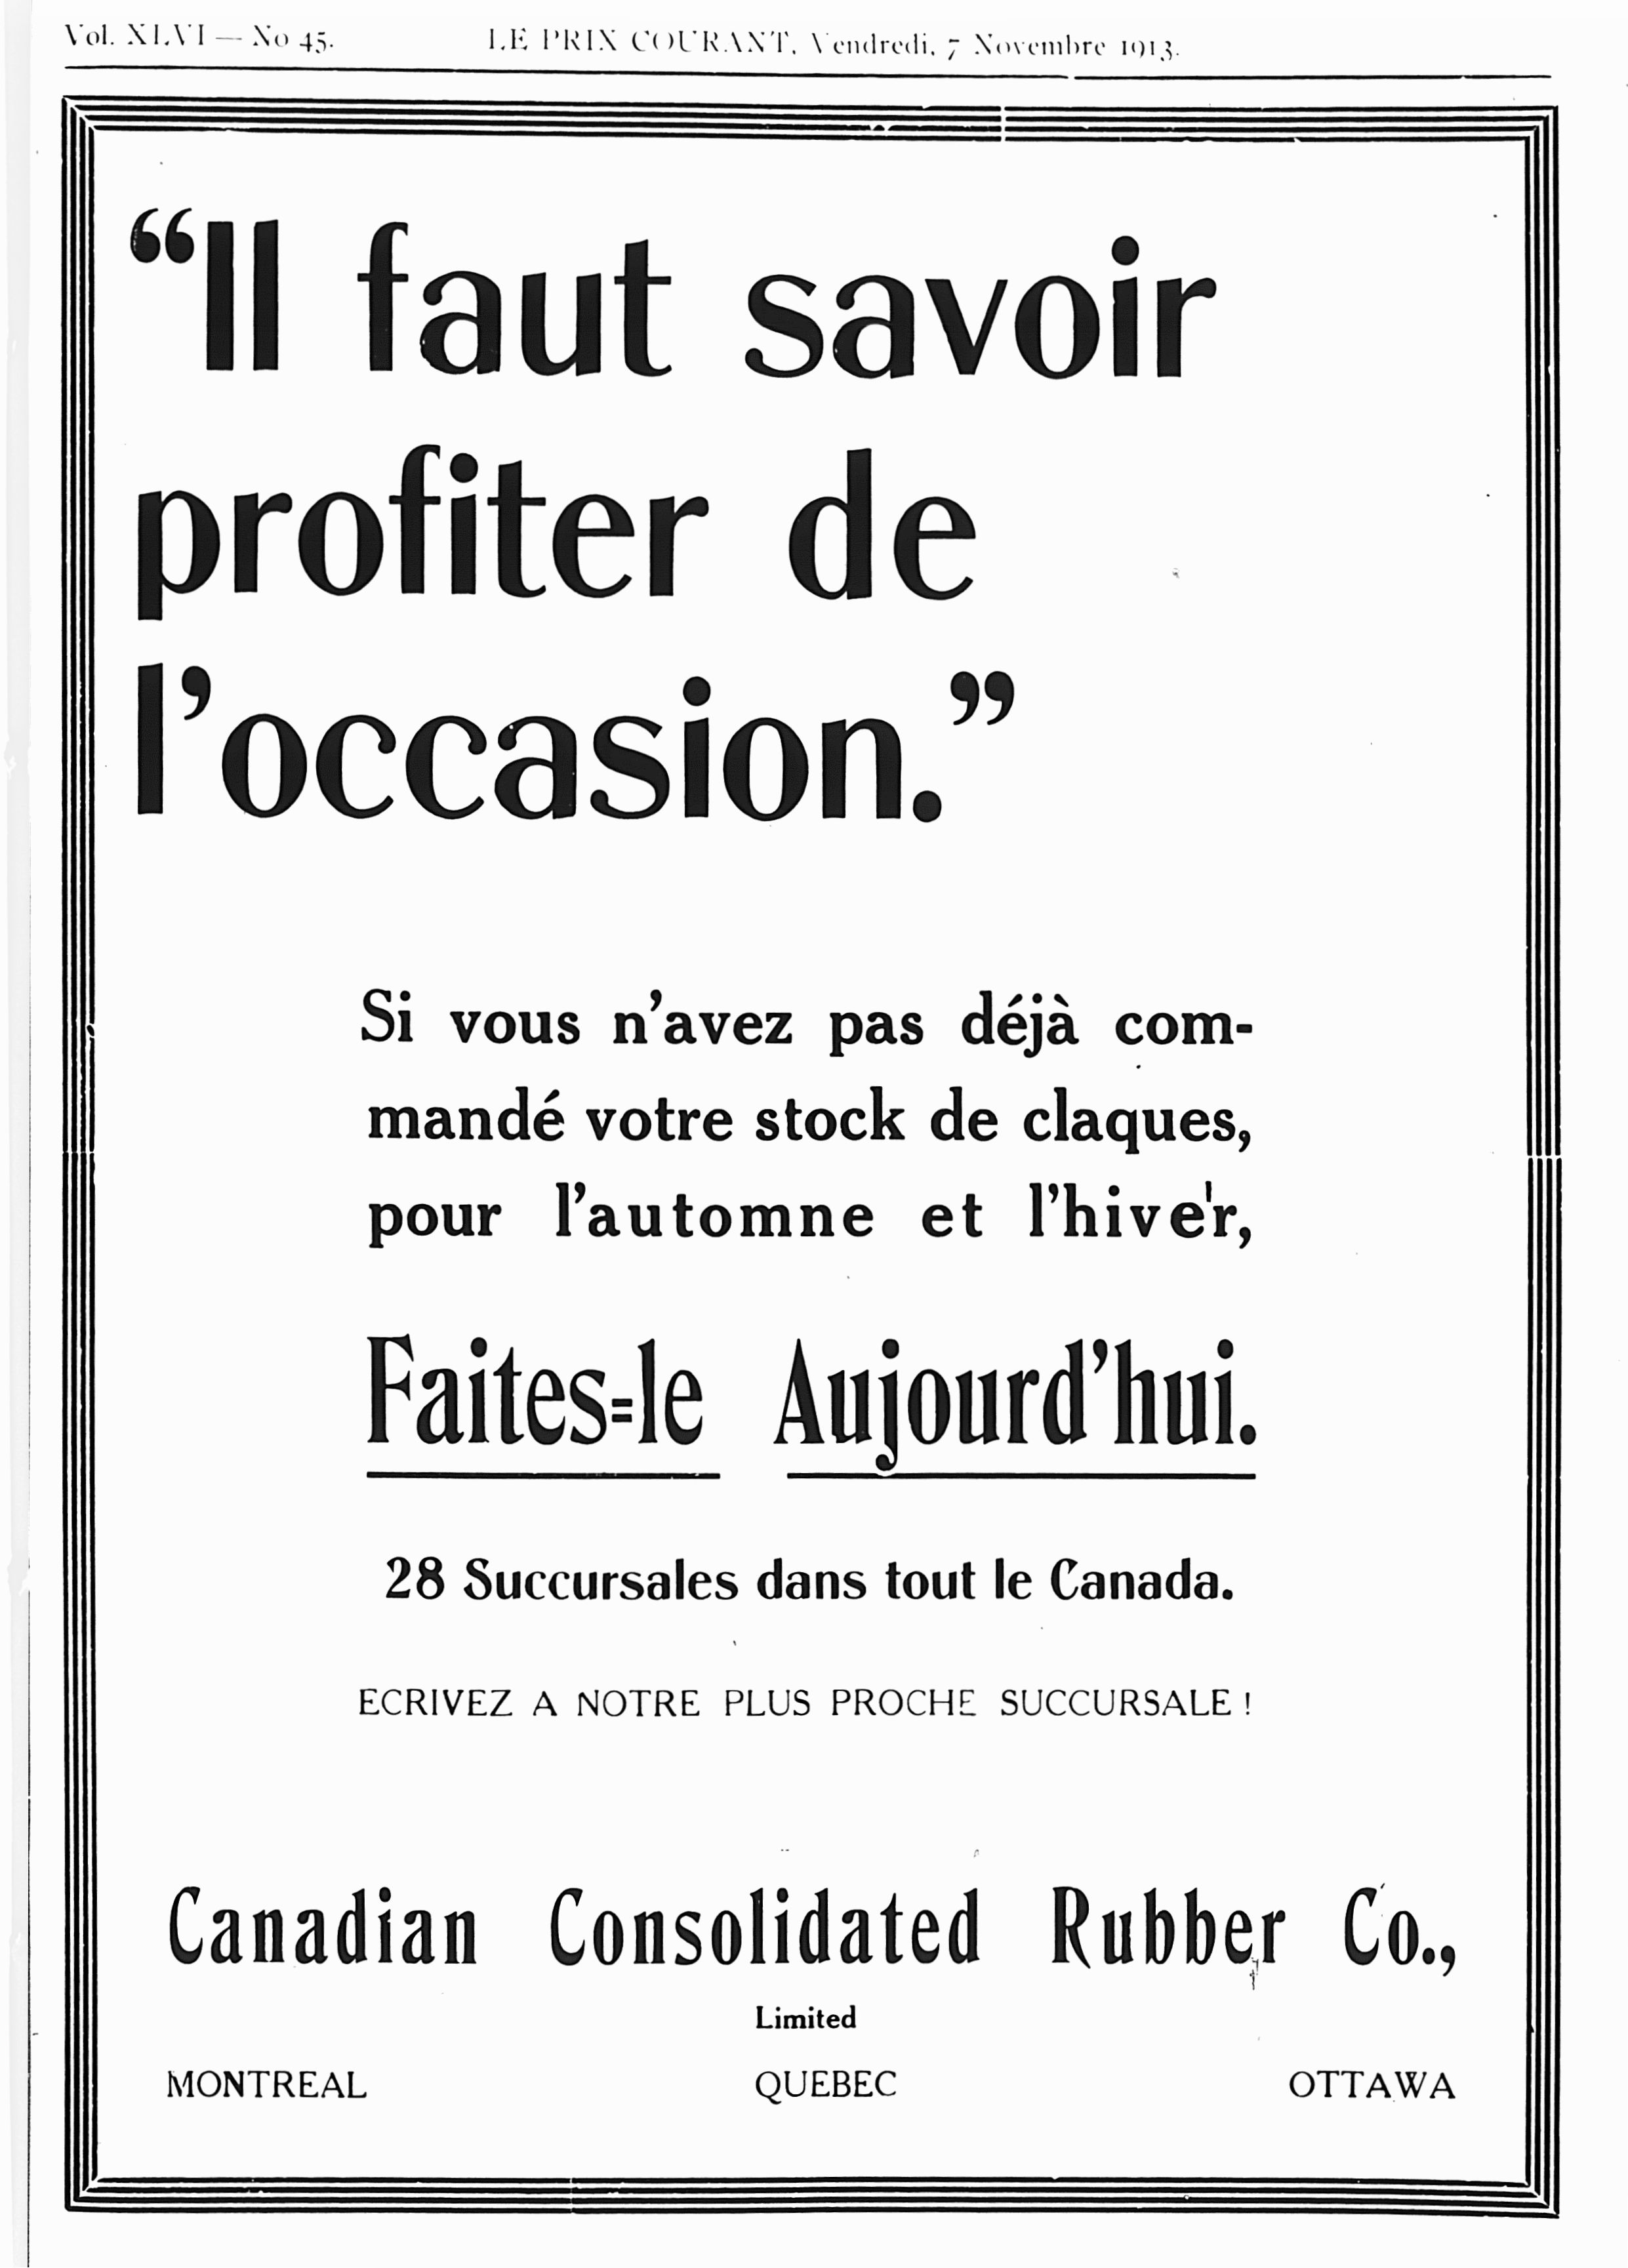 Vol. XLVI — No 45.
LE PRIX COURANT, Vendredi, 7 Novembre 1913.
“Il faut savoir
profiter de
l’occasion.”
Si vous n’avez pas déjà com-
mandé votre stock de claques,
pour l’automne et l’hiver,
Faites=le Aujourd’hui.
28 Succursales dans tout le Canada.
ECRIVEZ A NOTRE PLUS PROCHE SUCCURSALE !
Canadian Consolidated Rubber Co.,
Limited
MONTREAL QUEBEC OTTAWA